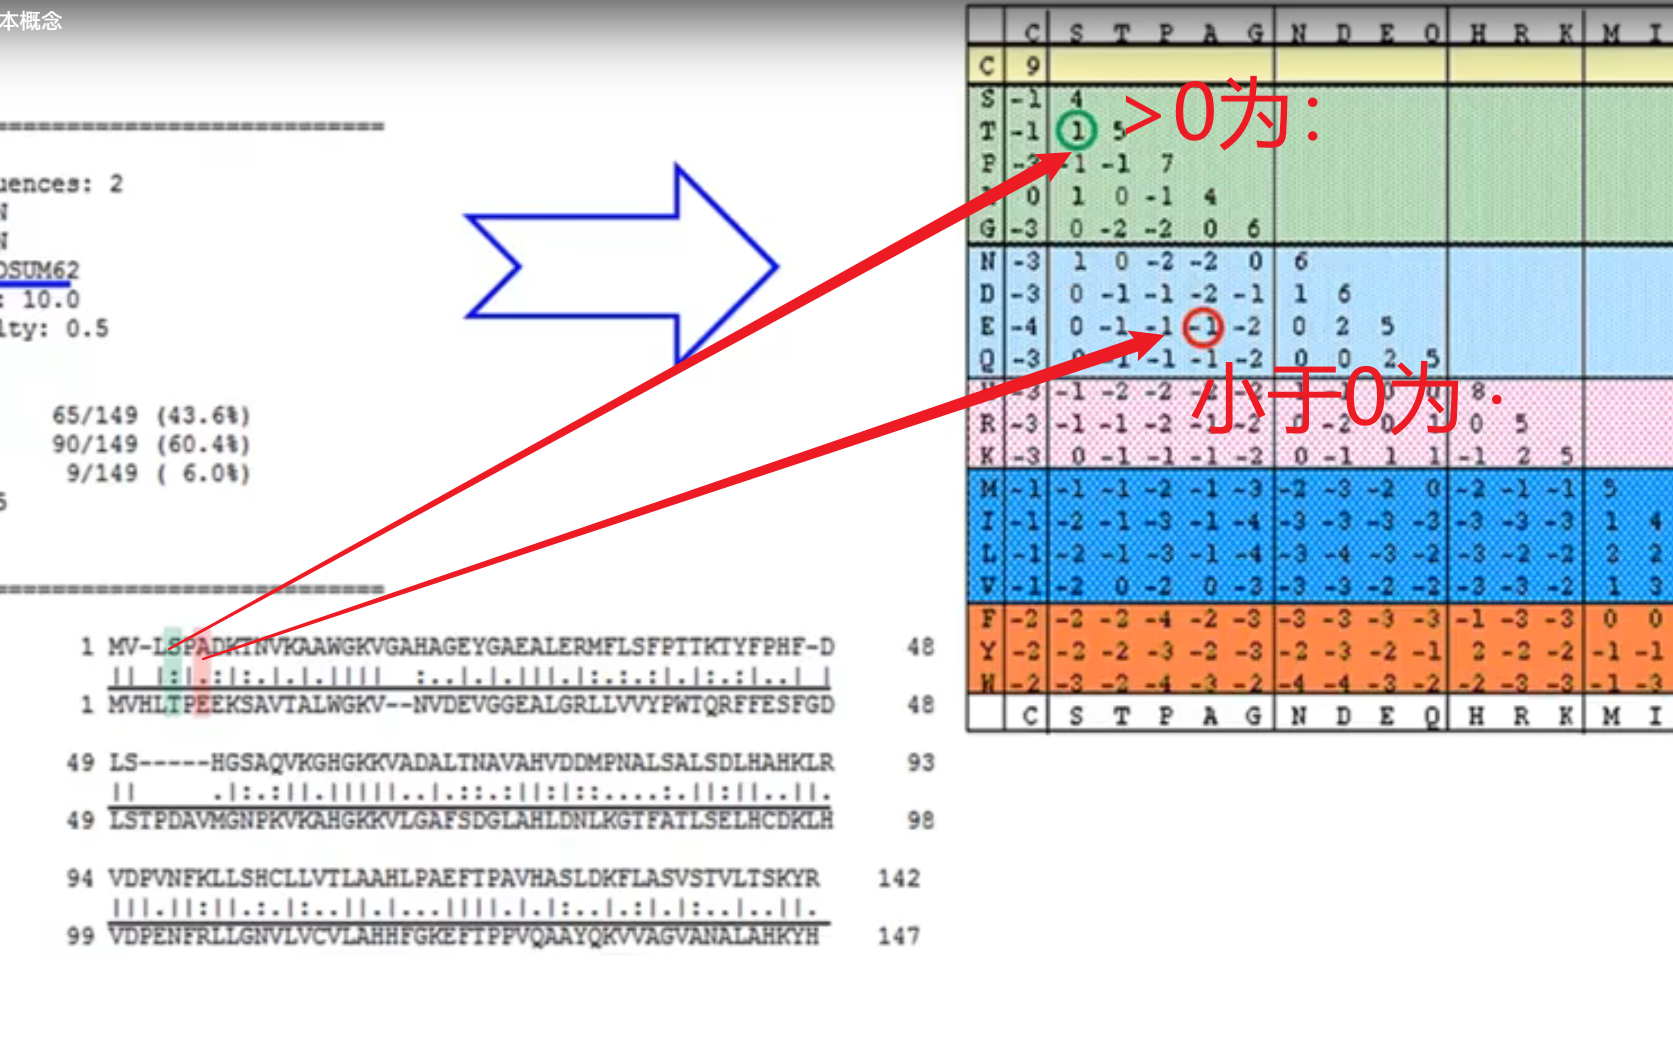 本概念
============================
uences: 2
N
N
OSUM62
: 10.0
lty: 0.5
65/149 (43.6%)
90/149 (60.4%)
9/149 ( 6.0%)
============================
1 MV-LSPADKTNVKAAWGKVGAHAGEYGAEALERMFLSFPTTKTYFPHF-D 48
|| |:|.:|:.|.|.|||| :..|.|.|||.|:.:.:|.:|.|:..| |
1 MVHLTPEEKSAVTALWGKV--NVDEVGGEALGRLLVVYPWTQRFFESFGD 48
49 LS-----HGSAQVKGHGKKVADALTNAVAHVDDMPNALSALSDLHAHKLR 93
|| .|:.:||.|||||..|.::.:||:|::....:.||:||..||.
49 LSTPDAVMGNPKVKAHGKKVLGAFSDGLAHLDNLKGTFATLSELHCDKLH 98
94 VDPVNFKLLSHCLLVTLAAHLPAEFTPAVHASLDKFLASVSTVLTSKYR 142
|||.||:||.:.|:..||.|...||||.|.|:..|.:|.|:..|..||.
99 VDPENFRLLGNVLVCVLAHHFGKEFTPPVQAAYQKVVAGVANALAHKYH 147
C S T P A G N D E Q H R K M I
C 9
S -1 4
T -1 1 5
>0为：
P -3 -1 -1 7
0 1 0 -1 4
G -3 0 -2 -2 0 6
N -3 1 0 -2 -2 0 6
D -3 0 -1 -1 -2 -1 1 6
E -4 0 -1 -1 -1 -2 0 2 5
Q -3 0 -1 -1 -1 -2 0 0 2 5
小于0为·
-3 -1 -2 -2 8
R -3 -1 -1 -2 -1 -2 0 -2 0 1 0 5
K -3 0 -1 -1 -1 -2 0 -1 1 1 -1 2 5
M -1 -1 -1 -2 -1 -3 -2 -3 -2 0 -2 -1 -1 5
I -1 -2 -1 -3 -1 -4 -3 -3 -3 -3 -3 -3 -3 1 4
L -1 -2 -1 -3 -1 -4 -3 -4 -3 -2 -3 -2 -2 2 2
V -1 -2 0 -2 0 -3 -3 -3 -2 -2 -3 -3 -2 1 3
F -2 -2 -2 -4 -2 -3 -3 -3 -3 -3 -1 -3 -3 0 0
Y -2 -2 -2 -3 -2 -3 -2 -3 -2 -1 2 -2 -2 -1 -1
W -2 -3 -2 -4 -3 -2 -4 -4 -3 -2 -2 -3 -3 -1 -3
C S T P A G N D E Q H R K M I